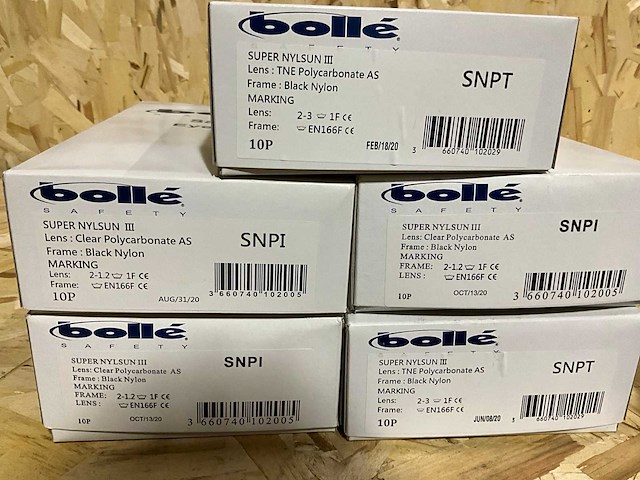 bollé
SAFETY
SUPER NYLSUN III
Lens : TNE Polycarbonate AS
Frame : Black Nylon
MARKING
Lens: 2-3 1F CE
Frame: EN166F CE
10P
SNPT
FEB/18/20
3 660740 102029
bollé
SAFETY
SUPER NYLSUN III
Lens : Clear Polycarbonate AS
Frame : Black Nylon
MARKING
Lens: 2-1.2 1F CE
Frame: EN166F CE
10P
SNPI
AUG/31/20
3 660740 102005
bollé
SAFETY
SUPER NYLSUN III
Lens : Clear Polycarbonate AS
Frame : Black Nylon
MARKING
FRAME: 2-1.2 1F CE
LENS : EN166F CE
10P
SNPI
OCT/13/20
3 660740 102005
bollé
SAFETY
SUPER NYLSUN III
Lens: Clear Polycarbonate AS
Frame : Black Nylon
MARKING
FRAME: 2-1.2 1F CE
LENS : EN166F CE
10P
SNPI
OCT/13/20
3 660740 102005
bollé
SAFETY
SUPER NYLSUN III
Lens : TNE Polycarbonate AS
Frame : Black Nylon
MARKING
Lens: 2-3 1F CE
Frame: EN166F CE
10P
SNPT
JUN/08/20
3 660740 102029